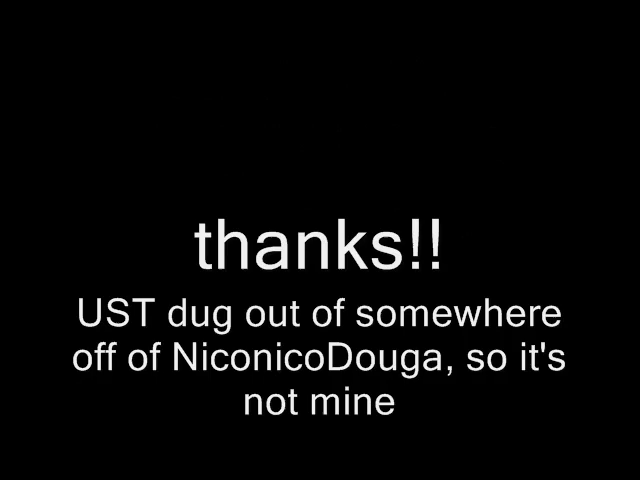 thanks!!
UST dug out of somewhere
off of NiconicoDouga, so it's
not mine